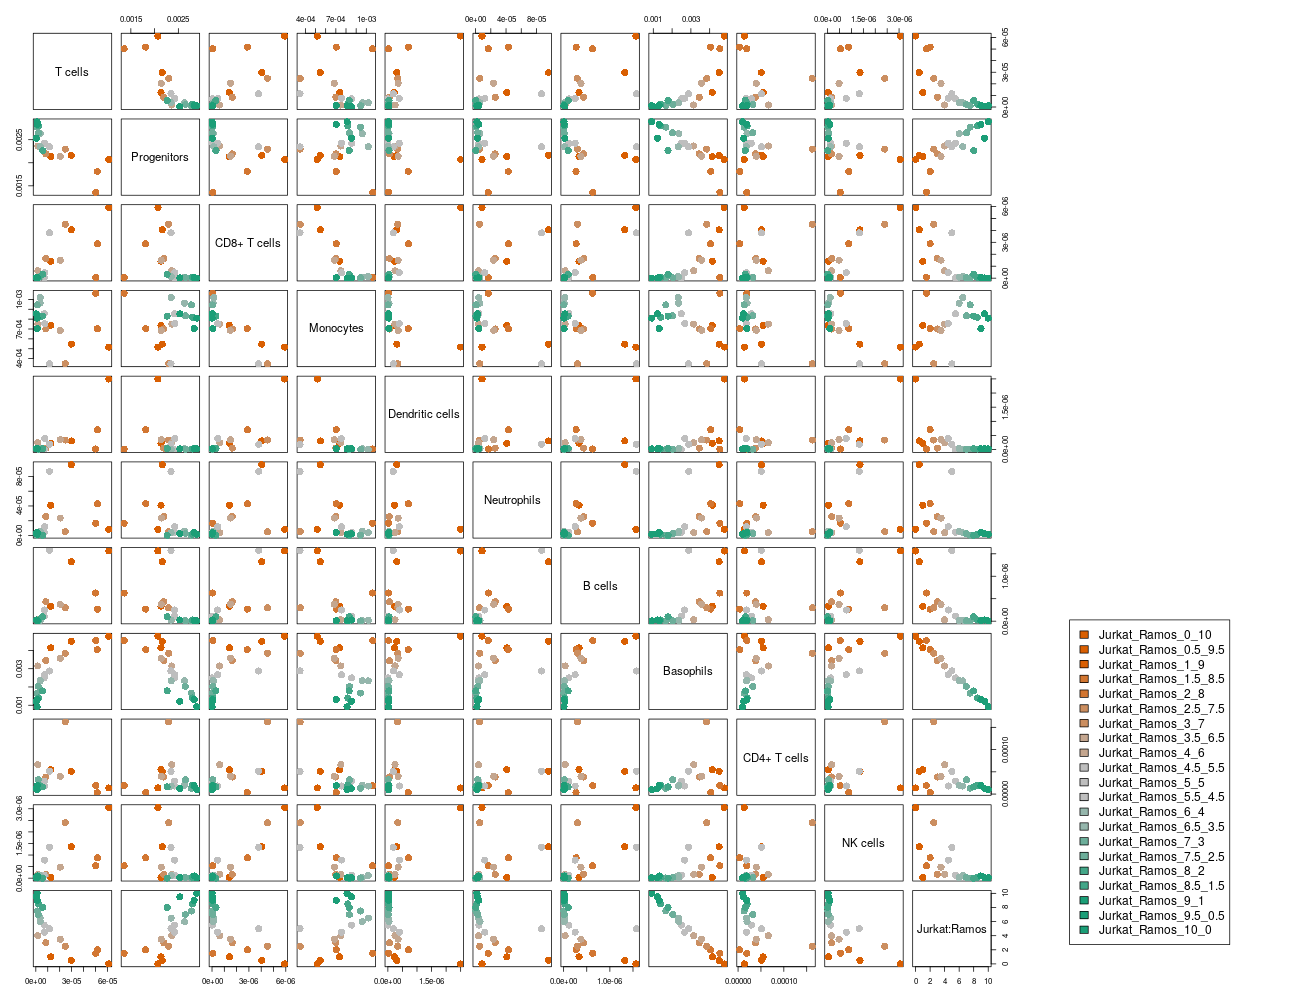 0.0015 0.0025 4e-04 7e-04 1e-03 0e+00 4e-05 8e-05 0.001 0.003 0.0e+00 1.5e-06 3.0e-06
T cells
0e+00 3e-05 6e-05
Progenitors
0.0015 0.0025
CD8+ T cells
0e+00 3e-06 6e-06
Monocytes
4e-04 7e-04 1e-03
Dendritic cells
0.0e+00 1.5e-06
Neutrophils
0e+00 4e-05 8e-05
B cells
0.0e+00 1.0e-06
Basophils
0.001 0.003
CD4+ T cells
0.00000 0.00010
NK cells
0.0e+00 1.5e-06 3.0e-06
Jurkat:Ramos
0 2 4 6 8 10
0e+00 3e-05 6e-05 0e+00 3e-06 6e-06 0.0e+00 1.5e-06 0.0e+00 1.0e-06 0.00000 0.00010 0 2 4 6 8 10
Jurkat_Ramos_0_10
Jurkat_Ramos_0.5_9.5
Jurkat_Ramos_1_9
Jurkat_Ramos_1.5_8.5
Jurkat_Ramos_2_8
Jurkat_Ramos_2.5_7.5
Jurkat_Ramos_3_7
Jurkat_Ramos_3.5_6.5
Jurkat_Ramos_4_6
Jurkat_Ramos_4.5_5.5
Jurkat_Ramos_5_5
Jurkat_Ramos_5.5_4.5
Jurkat_Ramos_6_4
Jurkat_Ramos_6.5_3.5
Jurkat_Ramos_7_3
Jurkat_Ramos_7.5_2.5
Jurkat_Ramos_8_2
Jurkat_Ramos_8.5_1.5
Jurkat_Ramos_9_1
Jurkat_Ramos_9.5_0.5
Jurkat_Ramos_10_0